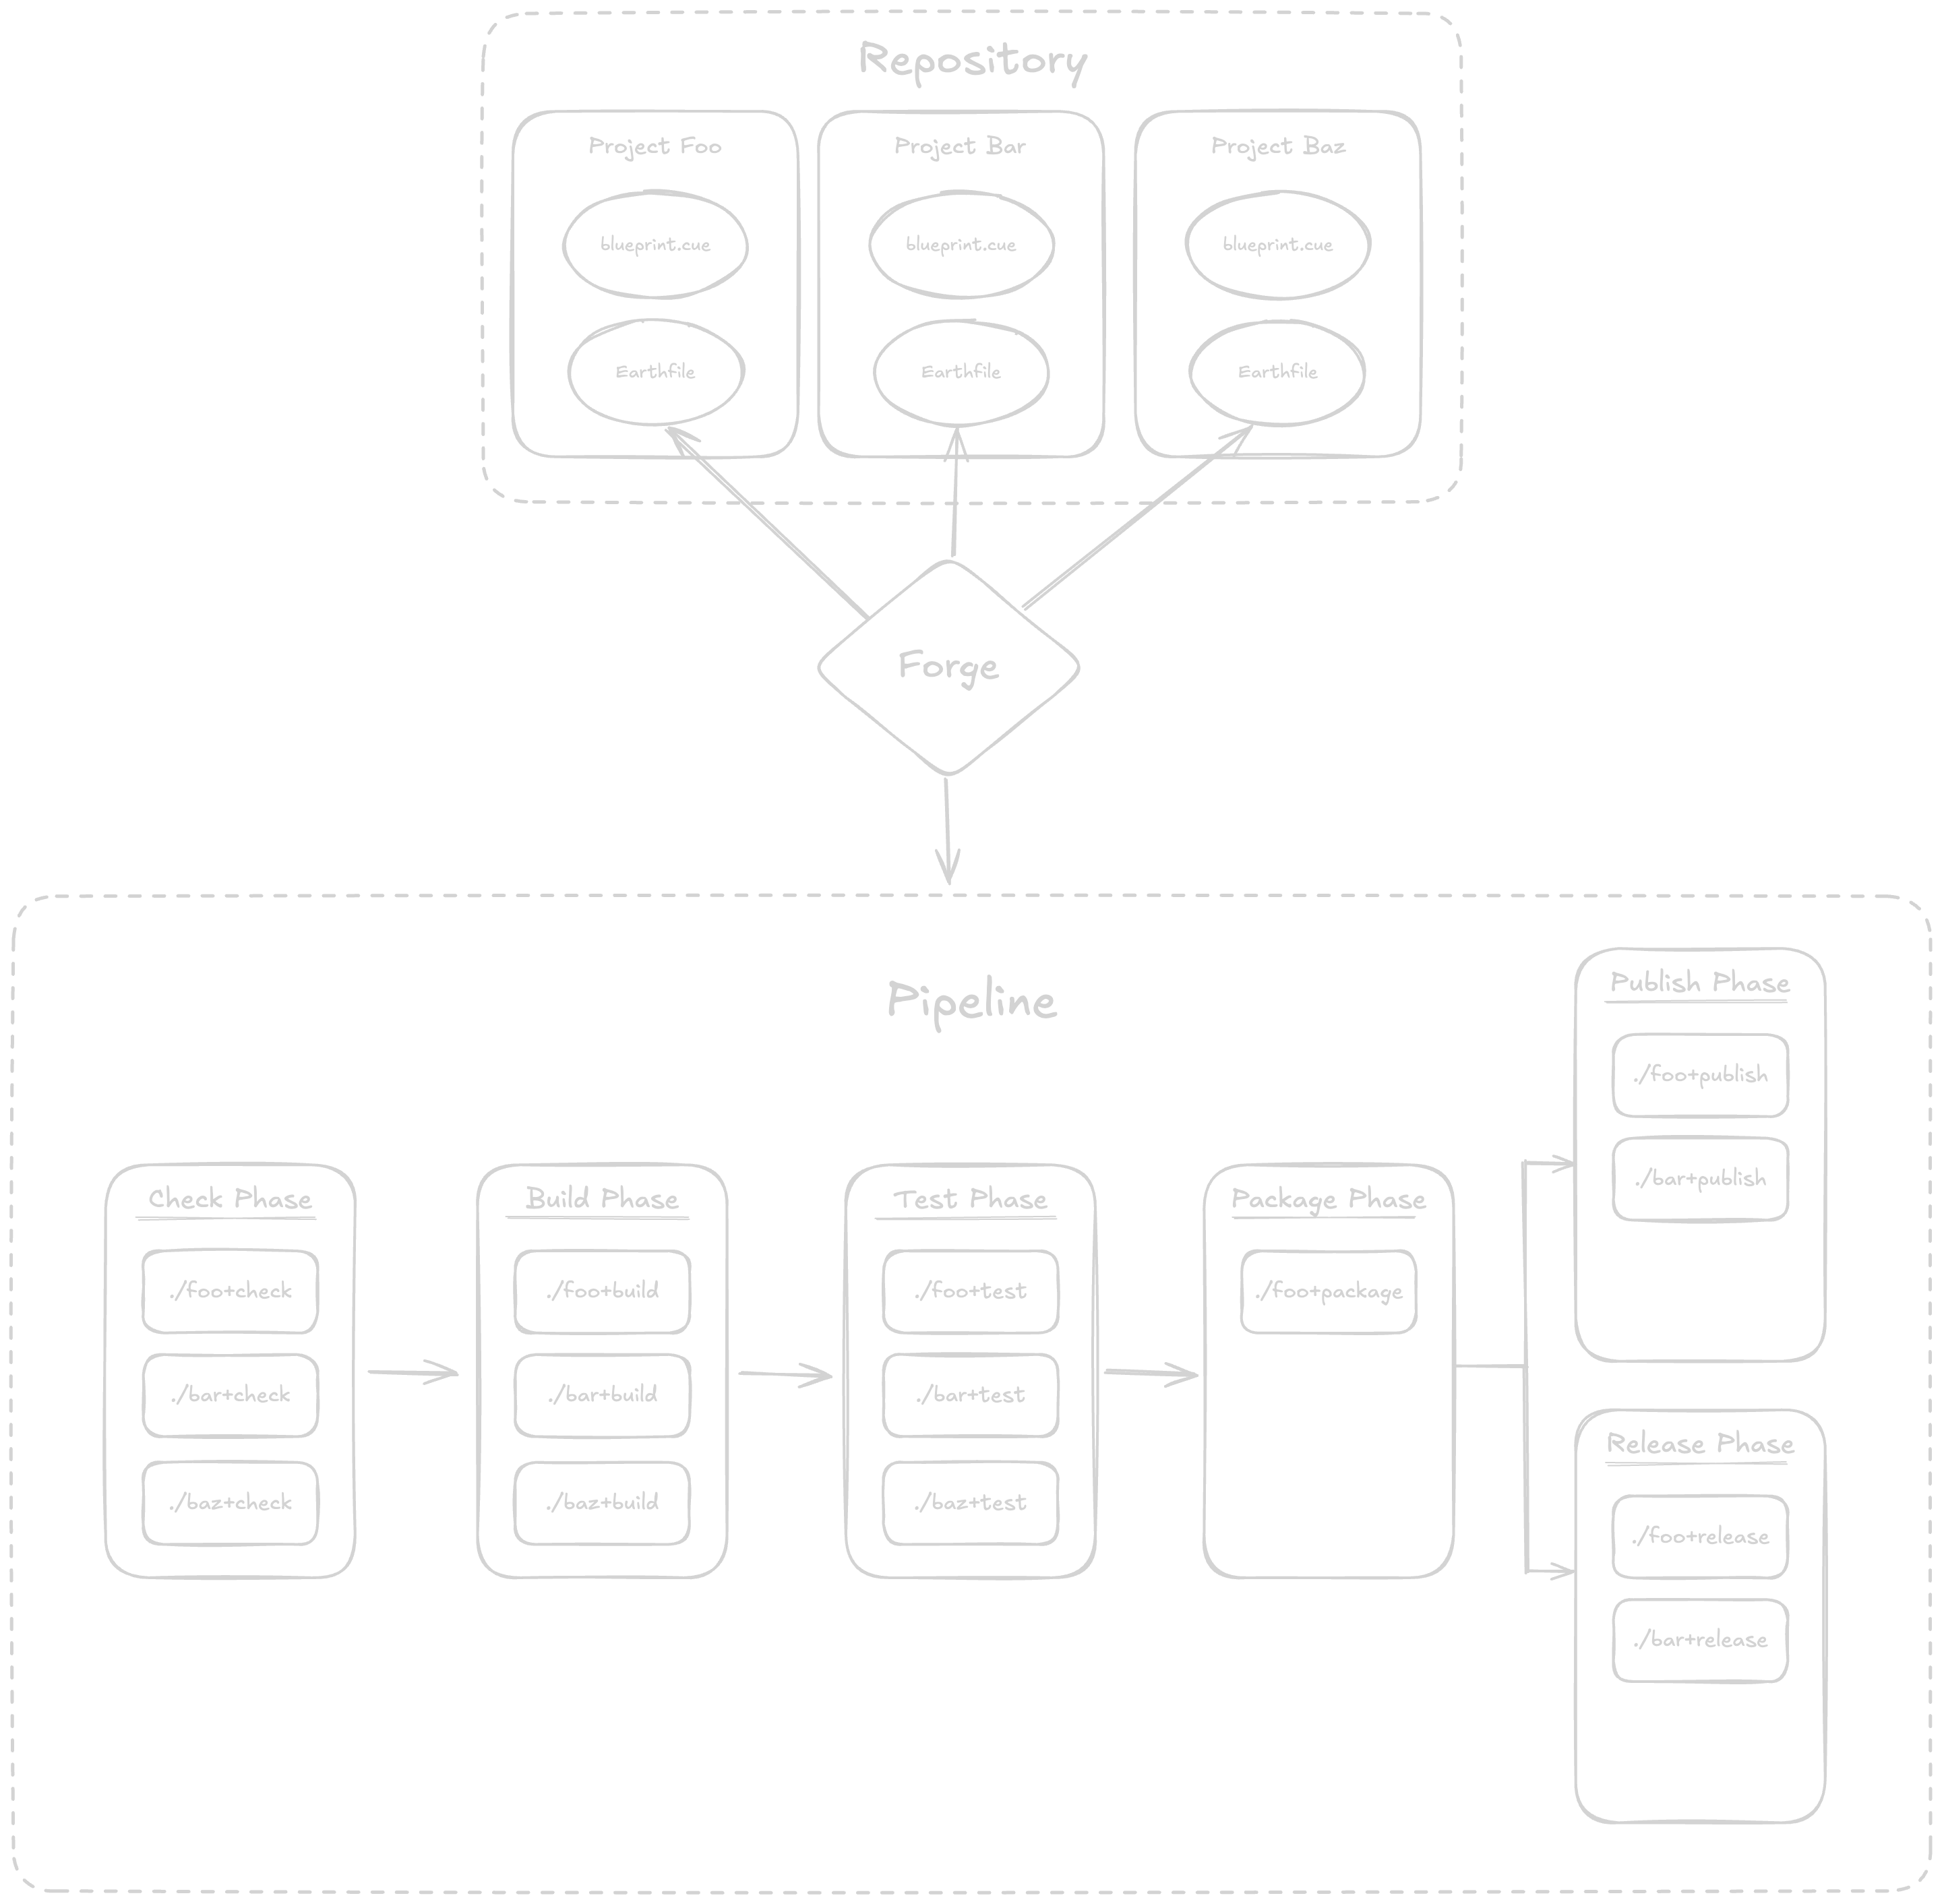 Repository
Project Foo
blueprint.cue
Earthfile
Project Bar
blueprint.cue
Earthfile
Project Baz
blueprint.cue
Earthfile
Forge
Pipeline
Check Phase
./foo+check
./bar+check
./baz+check
Build Phase
./foo+build
./bar+build
./baz+build
Test Phase
./foo+test
./bar+test
./baz+test
Package Phase
./foo+package
Publish Phase
./foo+publish
./bar+publish
Release Phase
./foo+release
./bar+release